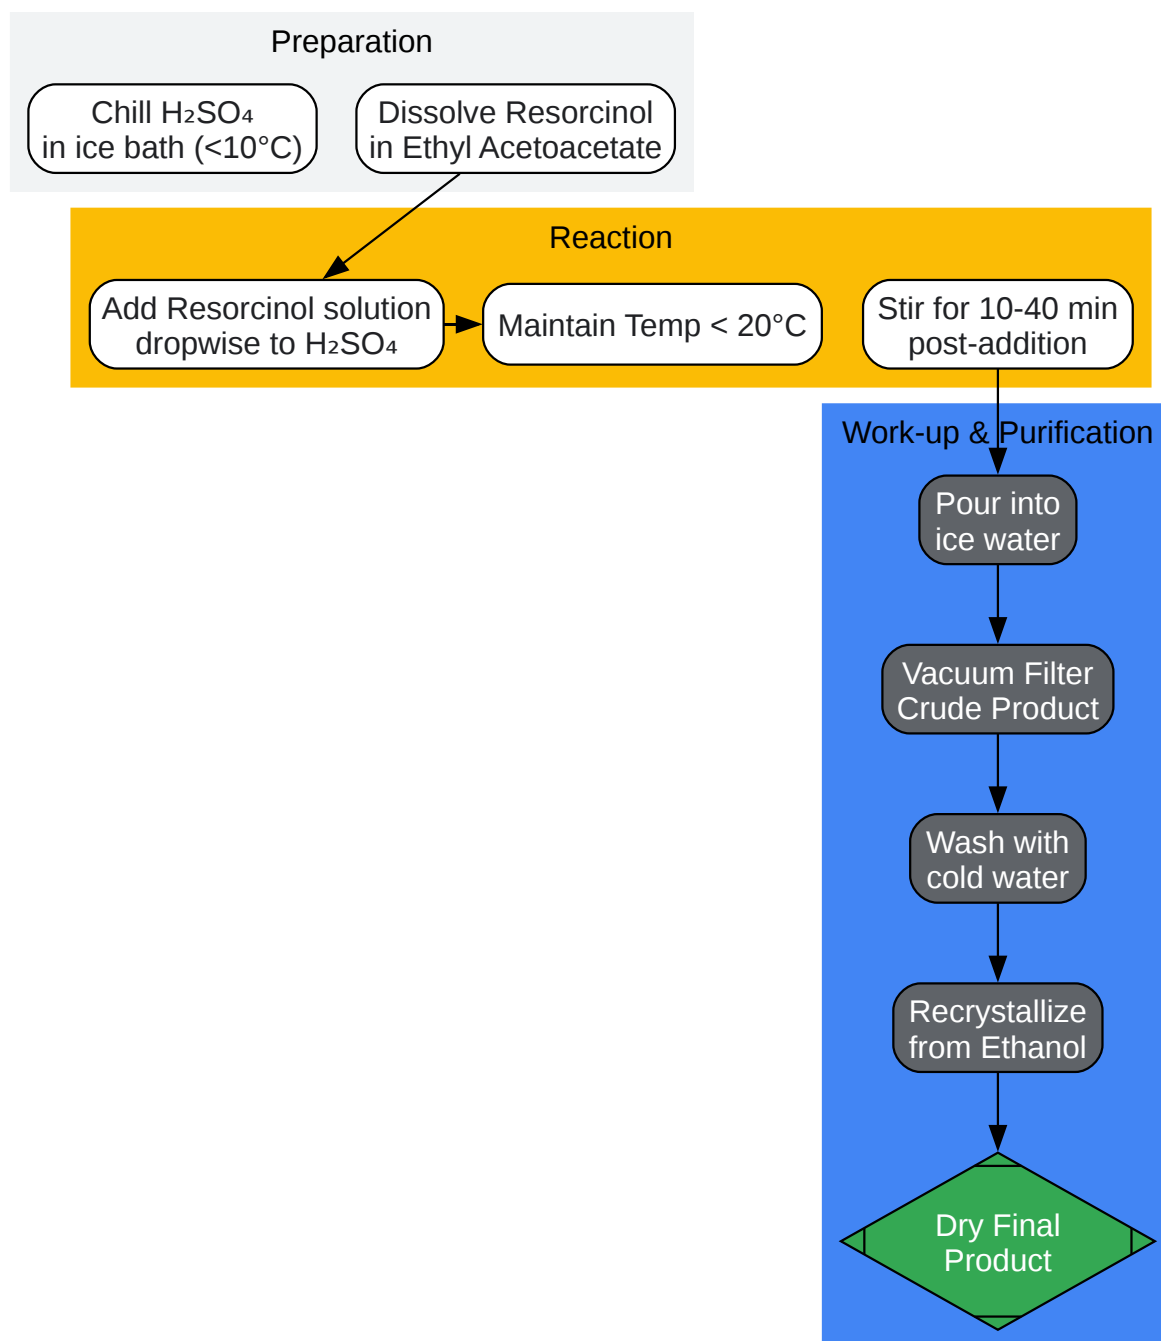 Preparation
Chill H₂SO₄
in ice bath (<10°C)
Dissolve Resorcinol
in Ethyl Acetoacetate
Reaction
Add Resorcinol solution
dropwise to H₂SO₄
Maintain Temp < 20°C
Stir for 10-40 min
post-addition
Work-up & Purification
Pour into
ice water
Vacuum Filter
Crude Product
Wash with
cold water
Recrystallize
from Ethanol
Dry Final
Product